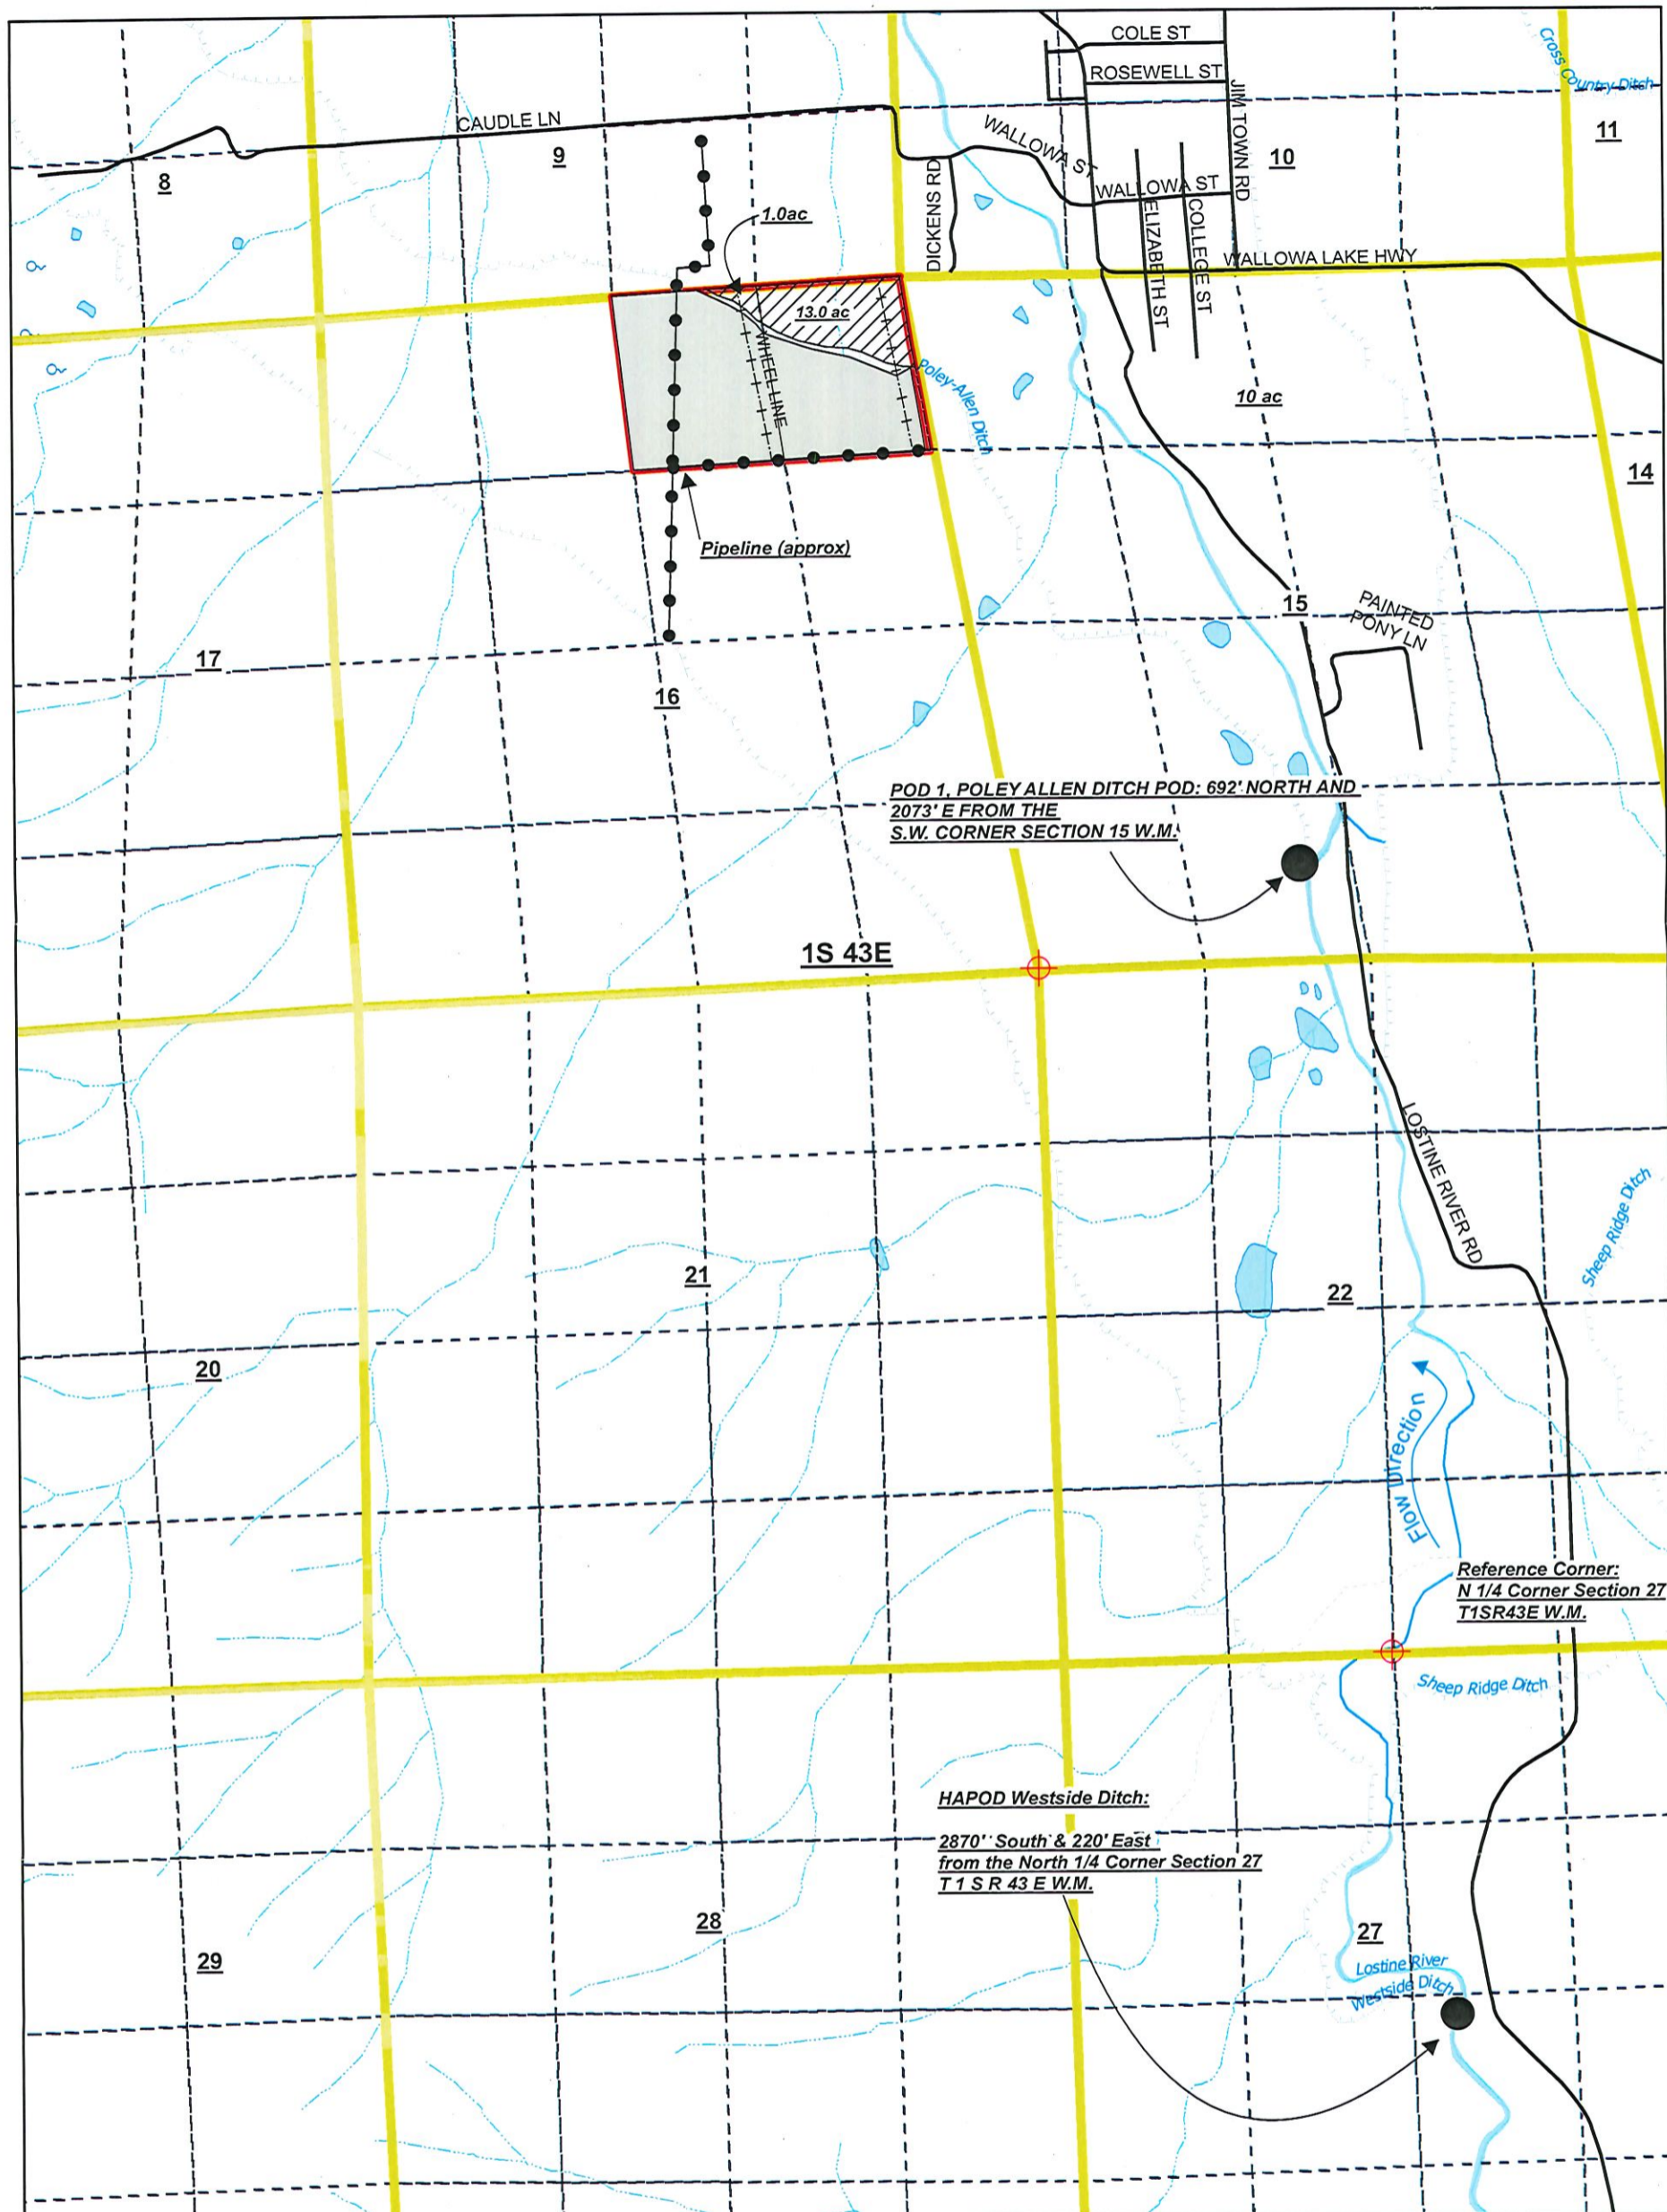 COLE ST
ROSEWELL ST
JIM TOWN RD
Cross Country Ditch
11
CAUDLE LN
9
8
WALLOWA ST
10
DICKENS RD
WALLOWA ST
ELIZABETH ST
COLLEGE ST
1.0ac
WALLOWA LAKE HWY
13.0 ac
WHEEL LINE
Poley-Allen Ditch
10 ac
14
Pipeline (approx)
15
PAINTED
PONY LN
17
16
POD 1, POLEY ALLEN DITCH POD: 692' NORTH AND
2073' E FROM THE
S.W. CORNER SECTION 15 W.M.
1S 43E
LOSTINE RIVER RD
Sheep Ridge Ditch
21
22
20
Flow Direction
Reference Corner:
N 1/4 Corner Section 27
T1SR43E W.M.
Sheep Ridge Ditch
HAPOD Westside Ditch:
2870' South & 220' East
from the North 1/4 Corner Section 27
T 1 S R 43 E W.M.
28
27
29
Lostine River
Westside Ditch